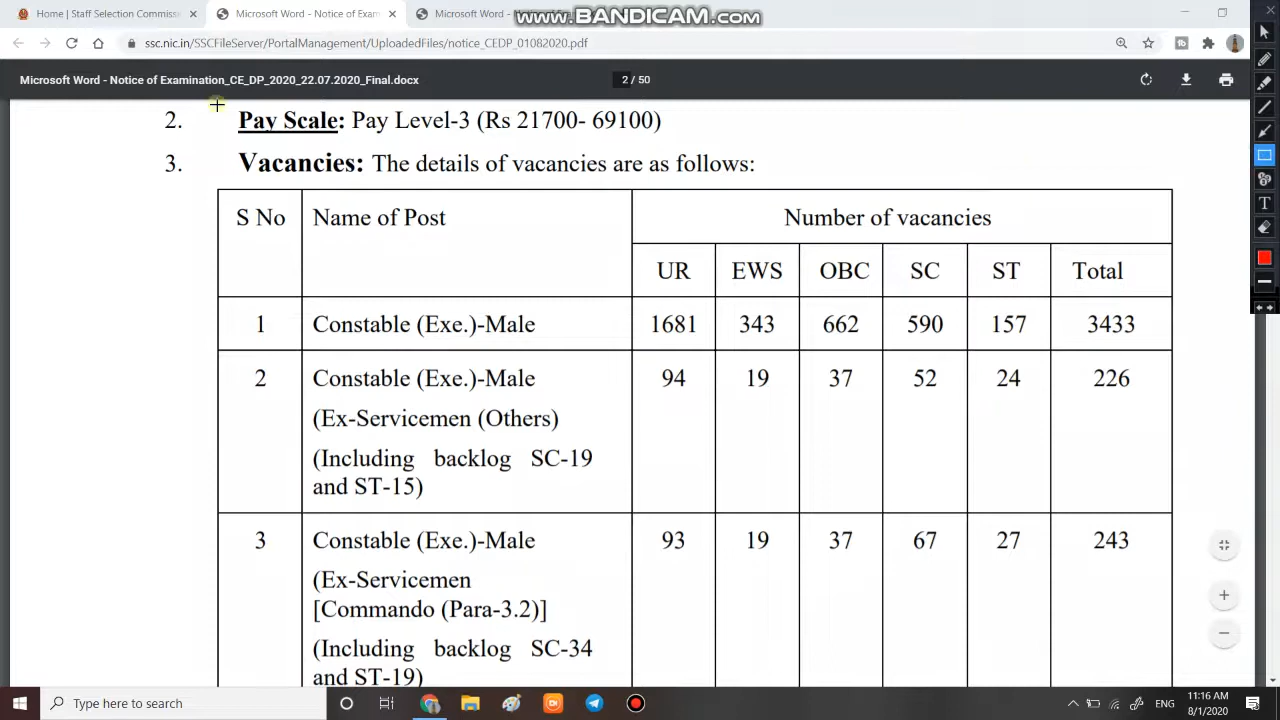 Home | Staff Selection Commiss
Microsoft Word - Notice of Exam
Microsoft Word - Notice of Exam
www.BANDICAM.com
ssc.nic.in/SSCFileServer/PortalManagement/UploadedFiles/notice_CEDP_01082020.pdf
Microsoft Word - Notice of Examination_CE_DP_2020_22.07.2020_Final.docx
2 / 50
2. Pay Scale: Pay Level-3 (Rs 21700- 69100)
3. Vacancies: The details of vacancies are as follows:
S No Name of Post Number of vacancies
UR EWS OBC SC ST Total
1 Constable (Exe.)-Male 1681 343 662 590 157 3433
2 Constable (Exe.)-Male 94 19 37 52 24 226
(Ex-Servicemen (Others)
(Including backlog SC-19
and ST-15)
3 Constable (Exe.)-Male 93 19 37 67 27 243
(Ex-Servicemen
[Commando (Para-3.2)]
(Including backlog SC-34
and ST-19)
Type here to search
ENG
11:16 AM
8/1/2020